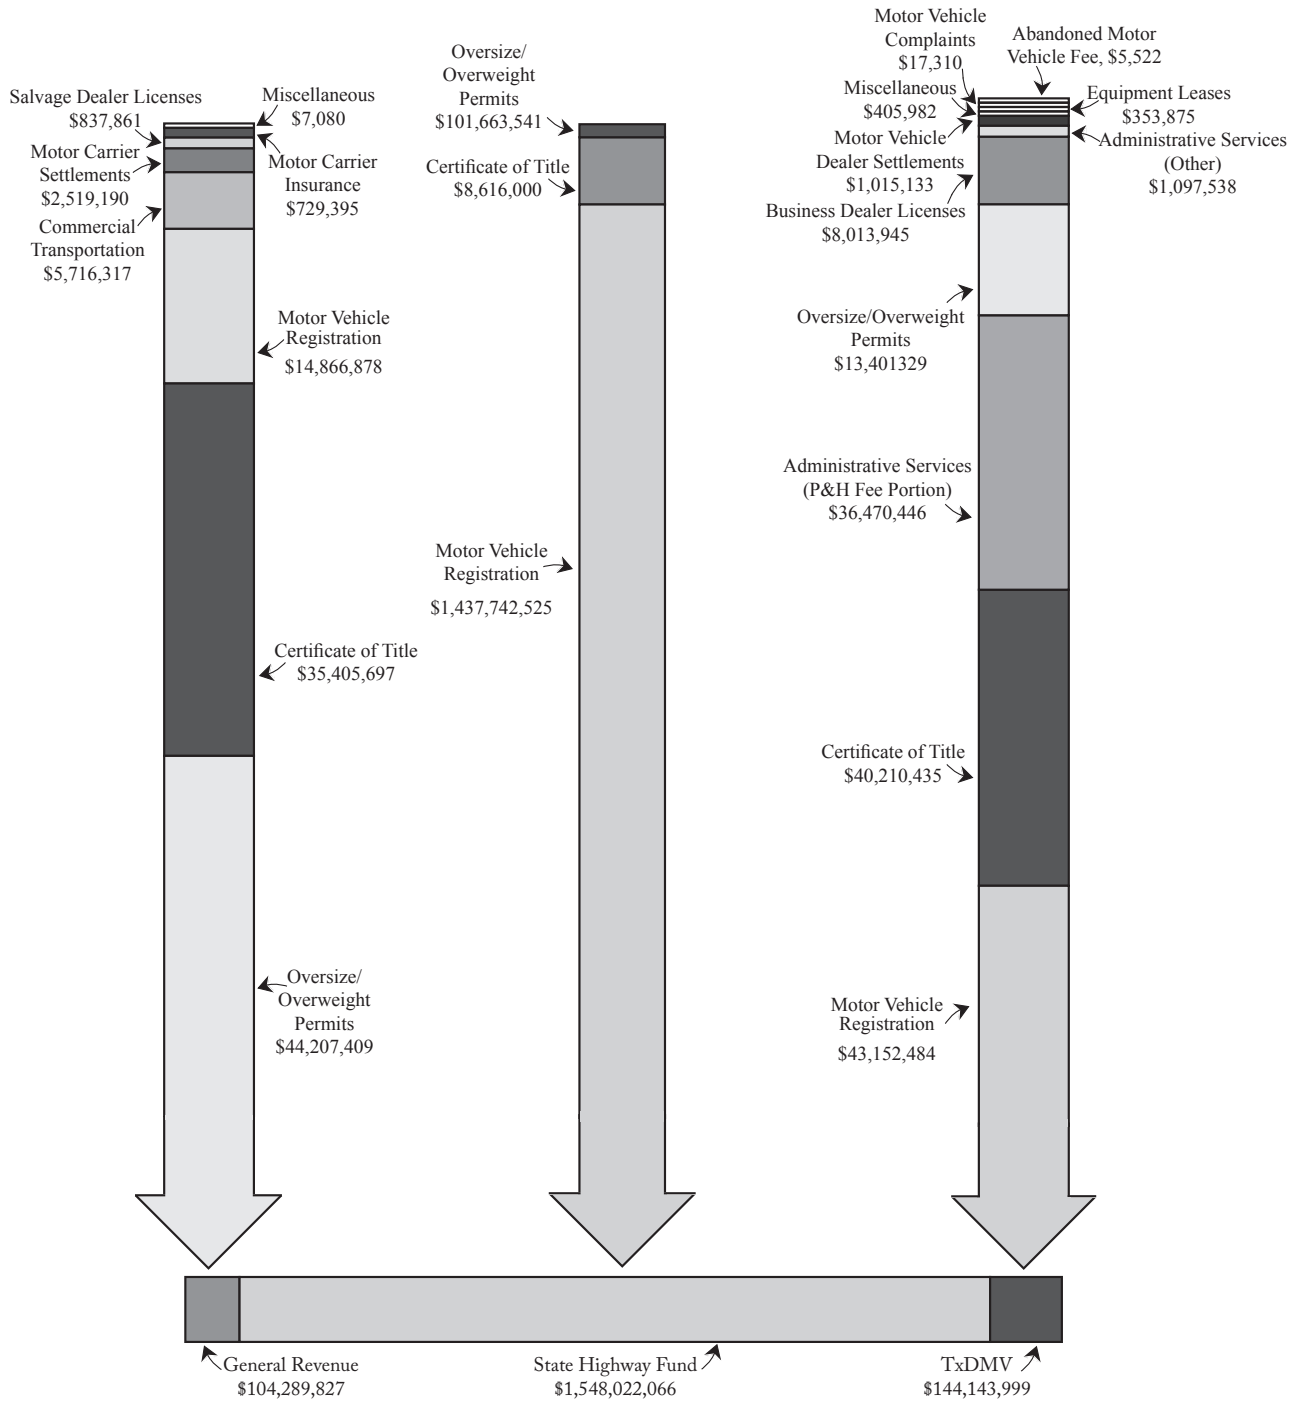 Salvage Dealer Licenses
$837,861
Motor Carrier
Settlements
$2,519,190
Commercial
Transportation
$5,716,317
Miscellaneous
$7,080
Motor Carrier
Insurance
$729,395
Motor Vehicle
Registration
$14,866,878
Certificate of Title
$35,405,697
Oversize/
Overweight
Permits
$44,207,409
Oversize/
Overweight
Permits
$101,663,541
Certificate of Title
$8,616,000
Motor Vehicle
Registration
$1,437,742,525
Motor Vehicle
Complaints
$17,310
Abandoned Motor
Vehicle Fee, $5,522
Miscellaneous
$405,982
Equipment Leases
$353,875
Motor Vehicle
Dealer Settlements
$1,015,133
Administrative Services
(Other)
$1,097,538
Business Dealer Licenses
$8,013,945
Oversize/Overweight
Permits
$13,401329
Administrative Services
(P&H Fee Portion)
$36,470,446
Certificate of Title
$40,210,435
Motor Vehicle
Registration
$43,152,484
General Revenue
$104,289,827
State Highway Fund
$1,548,022,066
TxDMV
$144,143,999